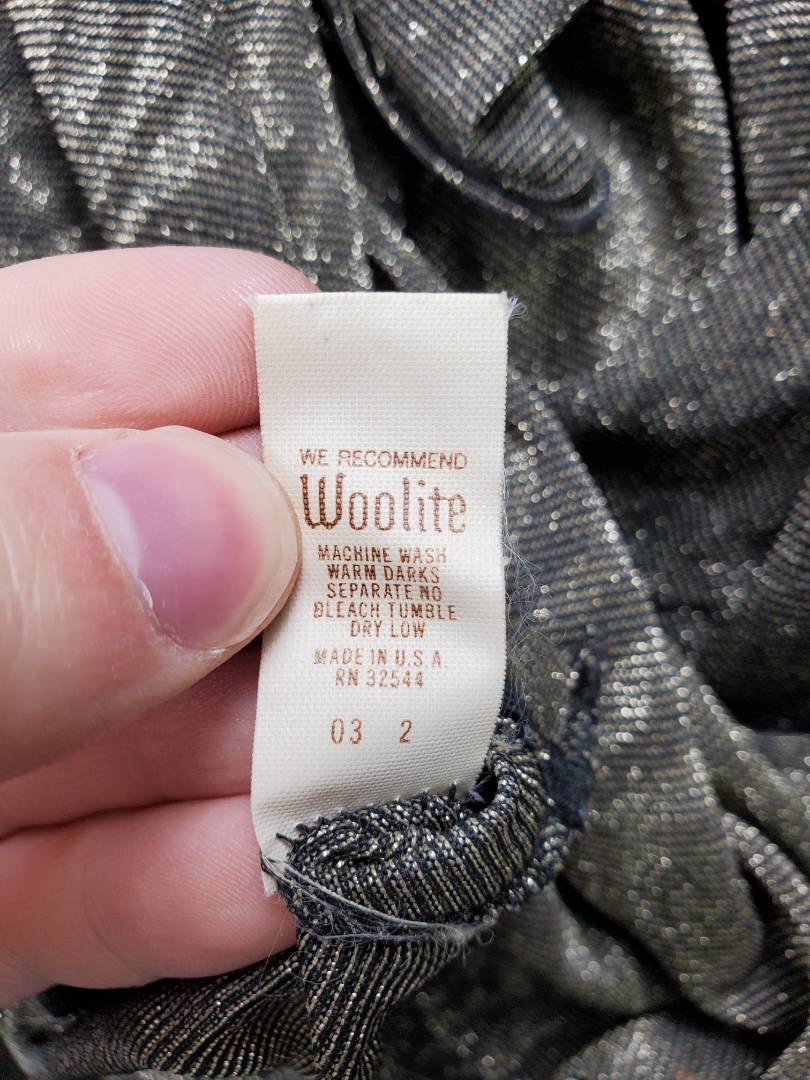 WE RECOMMEND
Woolite
MACHINE WASH
WARM DARKS
SEPARATE NO
BLEACH TUMBLE
DRY LOW
MADE IN U.S.A.
RN 32544
03 2